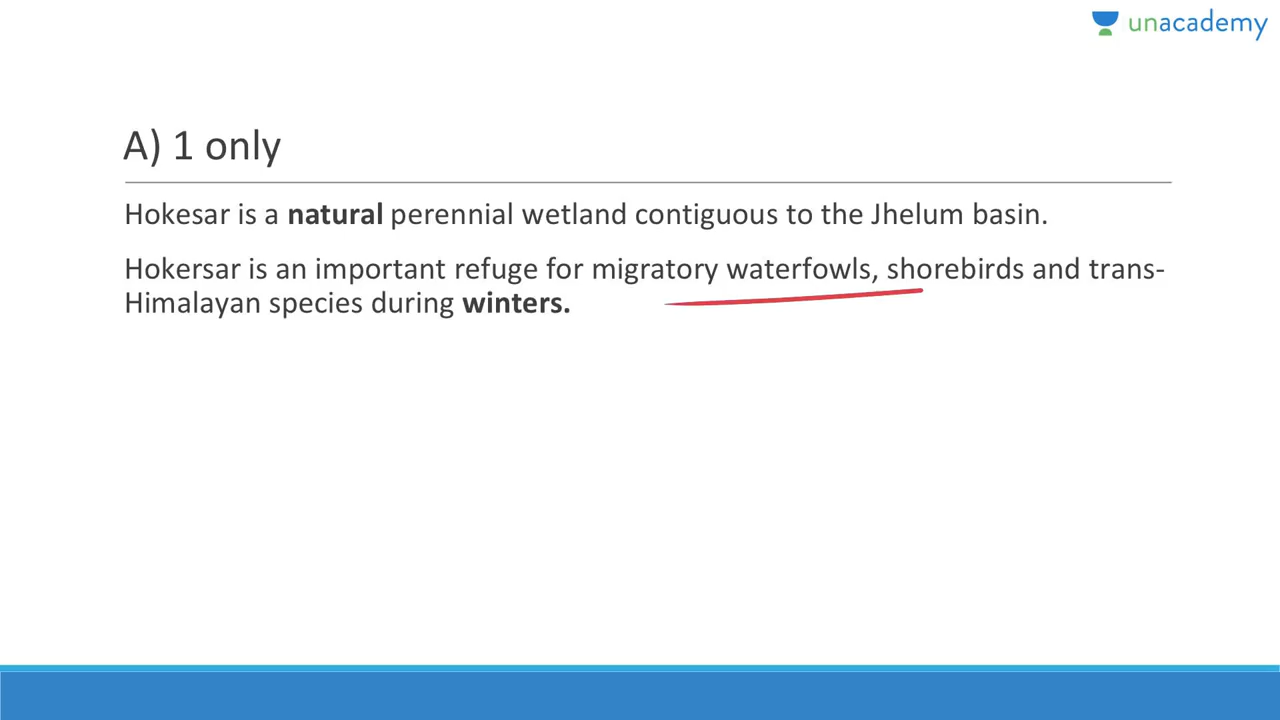 unacademy
A) 1 only
Hokesar is a natural perennial wetland contiguous to the Jhelum basin.
Hokersar is an important refuge for migratory waterfowls, shorebirds and trans-
Himalayan species during winters.